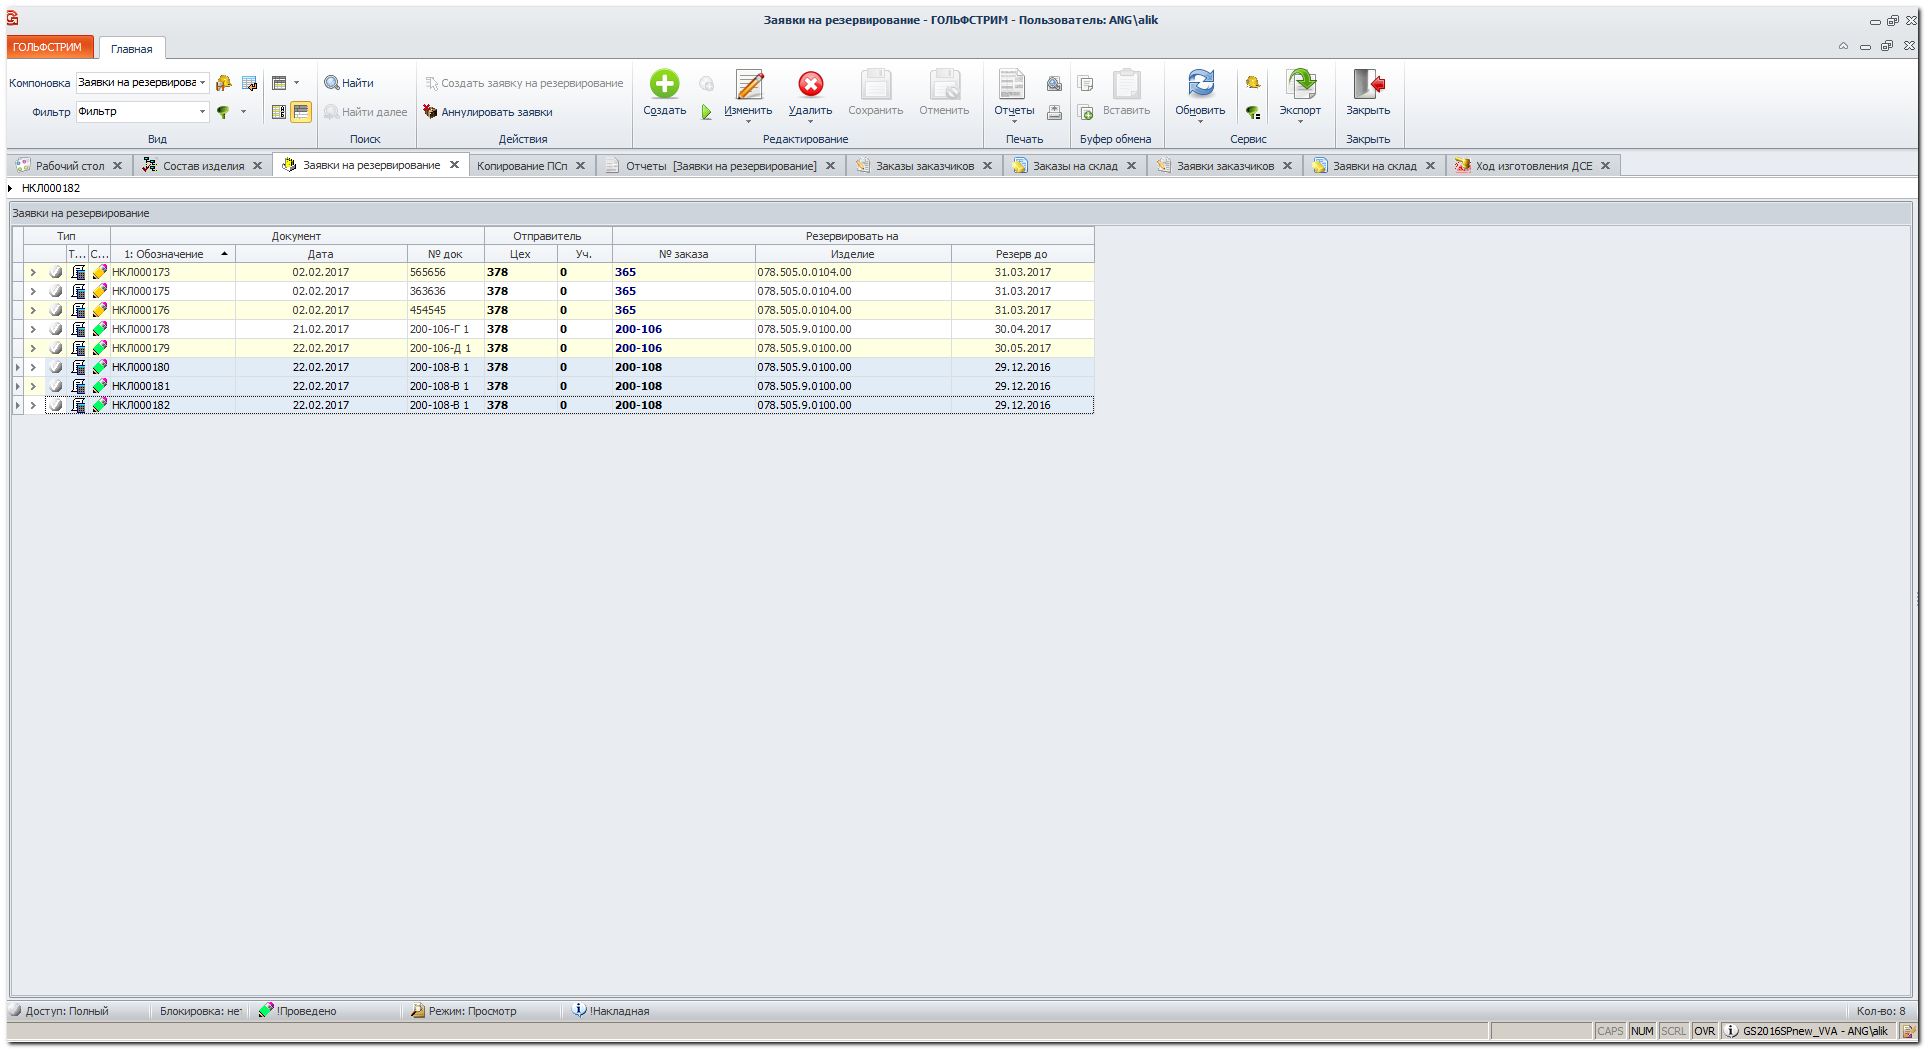 Заявки на резервирование - ГОЛЬФСТРИМ - Пользователь: ANG\alik
ГОЛЬФСТРИМ Главная
Компоновка Заявки на резервирова Найти Создать заявку на резервирование
Фильтр Фильтр Найти далее Аннулировать заявки
Создать Изменить Удалить Сохранить Отменить Отчеты Вставить Обновить Экспорт Закрыть
Вид Поиск Действия Редактирование Печать Буфер обмена Сервис Закрыть
Рабочий стол Состав изделия Заявки на резервирование Копирование ПСп Отчеты [Заявки на резервирование] Заказы заказчиков Заказы на склад Заявки заказчиков Заявки на склад Ход изготовления ДСЕ
НКЛ000182
Заявки на резервирование
Тип Документ Отправитель Резервировать на
Т... С... 1: Обозначение Дата № док Цех Уч. № заказа Изделие Резерв до
НКЛ000173 02.02.2017 565656 378 0 365 078.505.0.0104.00 31.03.2017
НКЛ000175 02.02.2017 363636 378 0 365 078.505.0.0104.00 31.03.2017
НКЛ000176 02.02.2017 454545 378 0 365 078.505.0.0104.00 31.03.2017
НКЛ000178 21.02.2017 200-106-Г 1 378 0 200-106 078.505.9.0100.00 30.04.2017
НКЛ000179 22.02.2017 200-106-Д 1 378 0 200-106 078.505.9.0100.00 30.05.2017
НКЛ000180 22.02.2017 200-108-В 1 378 0 200-108 078.505.9.0100.00 29.12.2016
НКЛ000181 22.02.2017 200-108-В 1 378 0 200-108 078.505.9.0100.00 29.12.2016
НКЛ000182 22.02.2017 200-108-В 1 378 0 200-108 078.505.9.0100.00 29.12.2016
Доступ: Полный Блокировка: нет !Проведено Режим: Просмотр !Накладная Кол-во: 8
CAPS NUM SCRL OVR GS2016SPnew_VVA - ANG\alik